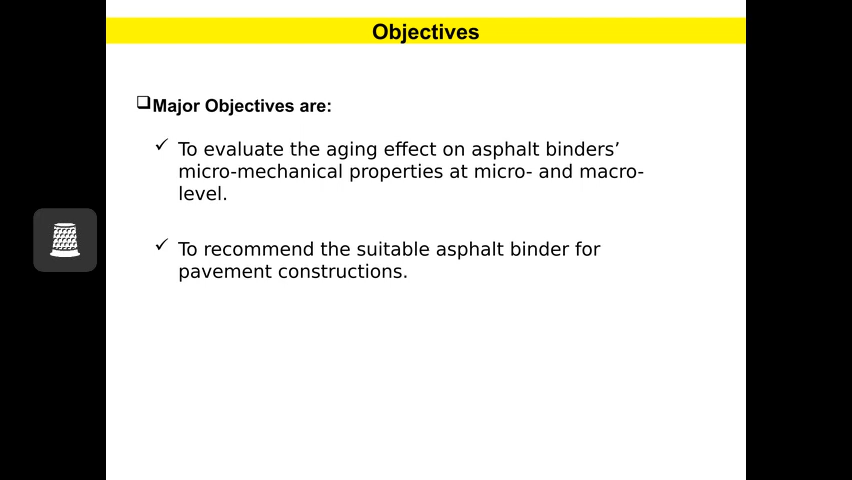 Objectives
Major Objectives are:
To evaluate the aging effect on asphalt binders’
micro-mechanical properties at micro- and macro-
level.
To recommend the suitable asphalt binder for
pavement constructions.